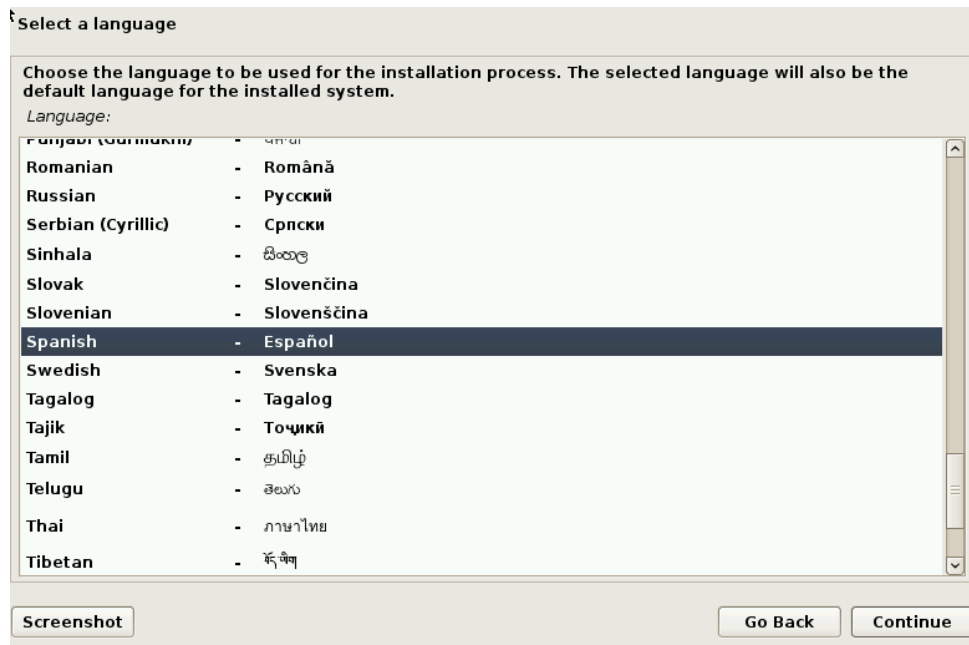 Select a language
Choose the language to be used for the installation process. The selected language will also be the
default language for the installed system.
Language:
Punjabi (Gurmukhi) -
Romanian - Română
Russian - Русский
Serbian (Cyrillic) - Српски
Sinhala - සිංහල
Slovak - Slovenčina
Slovenian - Slovenščina
Spanish - Español
Swedish - Svenska
Tagalog - Tagalog
Tajik - Тоҷикӣ
Tamil - தமிழ்
Telugu - తెలుగు
Thai - ภาษาไทย
Tibetan - བོད་ཡིག
Screenshot
Go Back
Continue